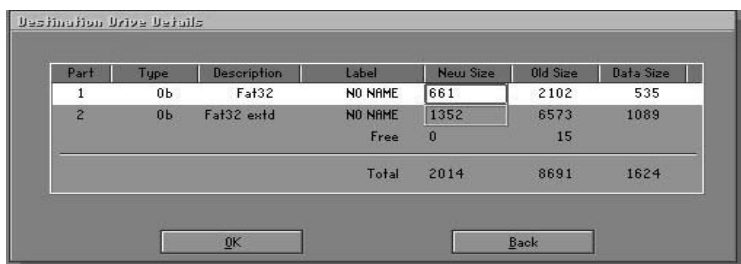 Destination Drive Details
Part Type Description Label New Size Old Size Data Size
1 0b Fat32 NO NAME 661 2102 535
2 0b Fat32 extd NO NAME 1352 6573 1089
Free 0 15
Total 2014 8691 1624
OK Back